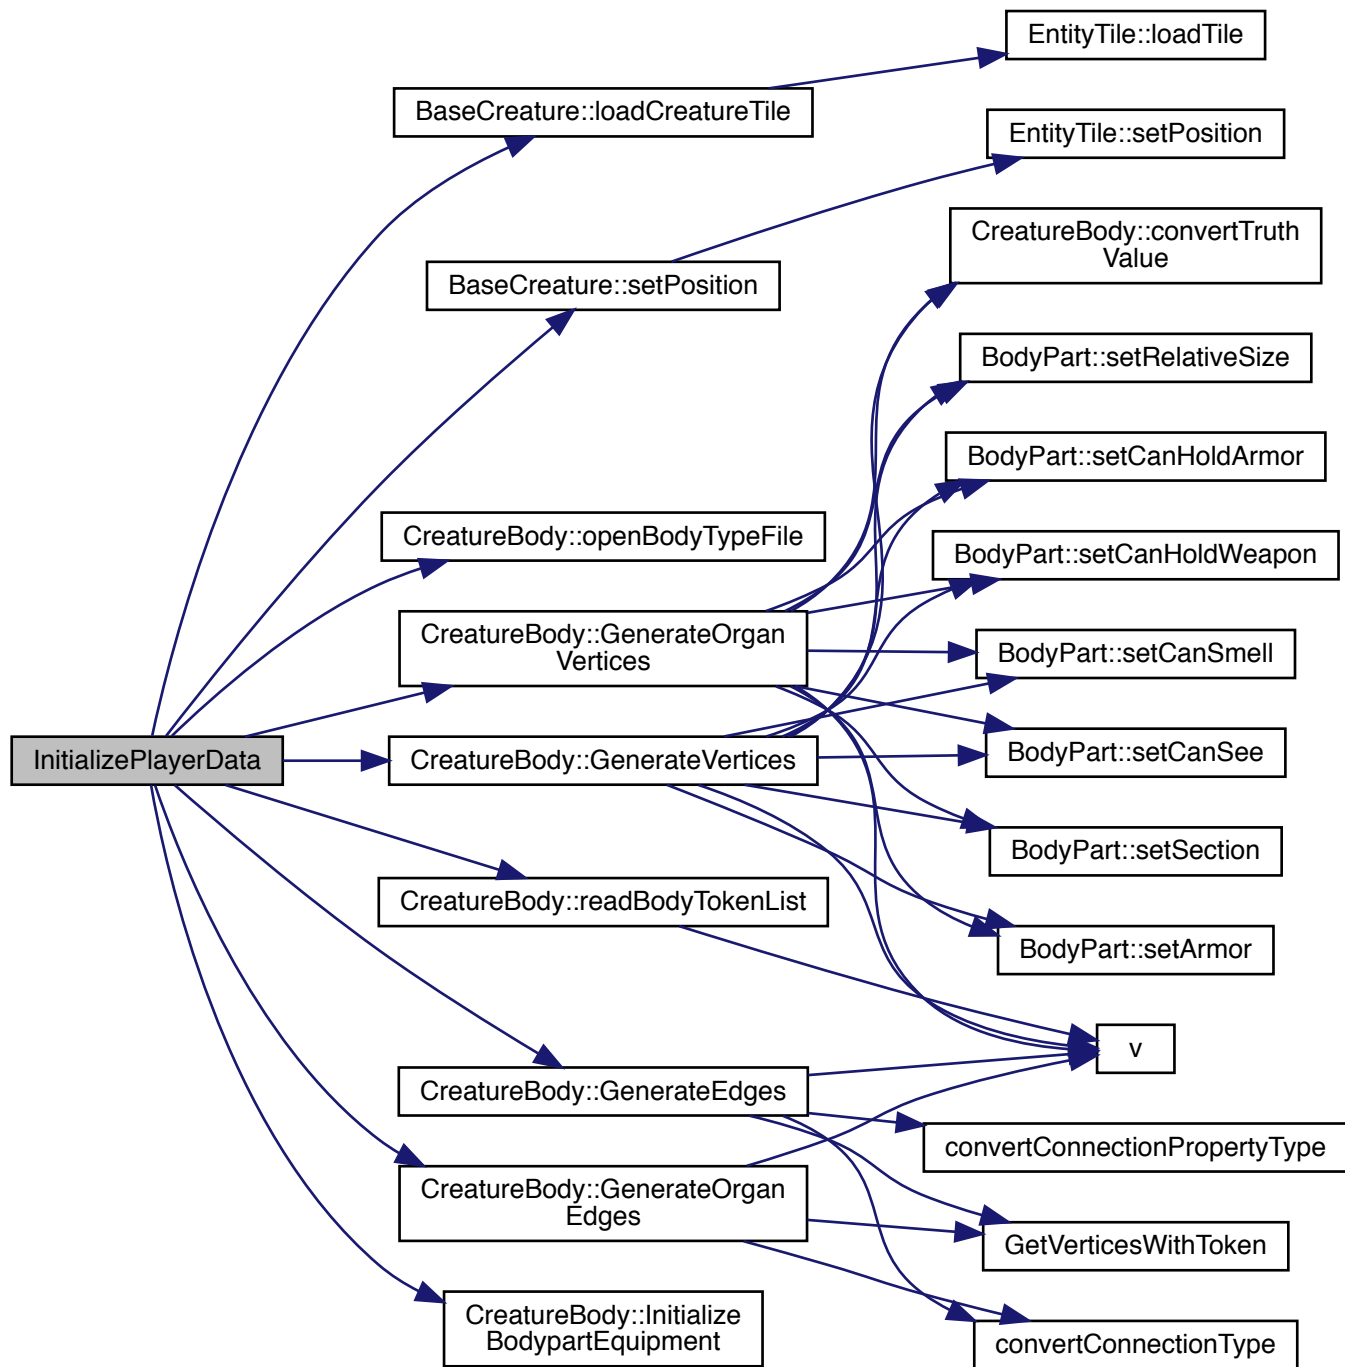 InitializePlayerData
BaseCreature::loadCreatureTile
BaseCreature::setPosition
CreatureBody::openBodyTypeFile
CreatureBody::GenerateOrgan
Vertices
CreatureBody::GenerateVertices
CreatureBody::readBodyTokenList
CreatureBody::GenerateEdges
CreatureBody::GenerateOrgan
Edges
CreatureBody::Initialize
BodypartEquipment
EntityTile::loadTile
EntityTile::setPosition
CreatureBody::convertTruth
Value
BodyPart::setRelativeSize
BodyPart::setCanHoldArmor
BodyPart::setCanHoldWeapon
BodyPart::setCanSmell
BodyPart::setCanSee
BodyPart::setSection
BodyPart::setArmor
v
convertConnectionPropertyType
GetVerticesWithToken
convertConnectionType